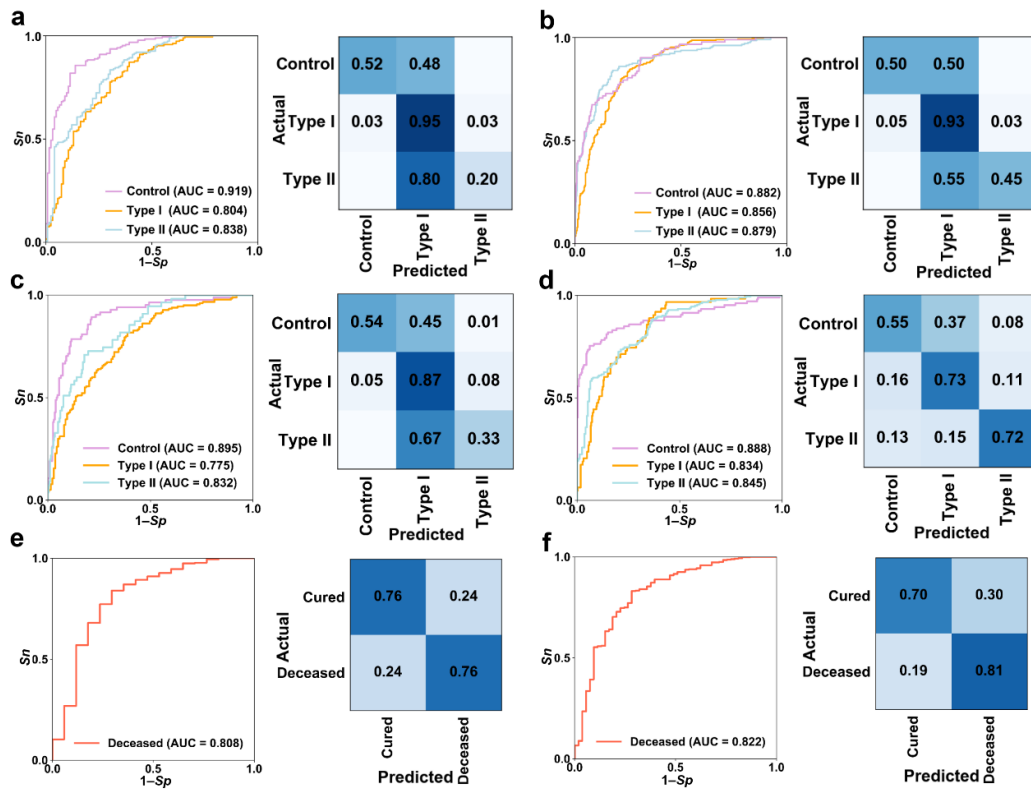 a
1.0
0.5
0.0
Sn
0.5
1.0
1–Sp
Control (AUC = 0.919)
Type I (AUC = 0.804)
Type II (AUC = 0.838)
Actual
Control
0.52
0.48
Type I
0.03
0.95
0.03
Type II
0.80
0.20
Control
Type I
Type II
Predicted
b
1.0
0.5
0.0
Sn
0.5
1.0
1–Sp
Control (AUC = 0.882)
Type I (AUC = 0.856)
Type II (AUC = 0.879)
Actual
Control
0.50
0.50
Type I
0.05
0.93
0.03
Type II
0.55
0.45
Control
Type I
Type II
Predicted
c
1.0
0.5
0.0
Sn
0.0
0.5
1.0
1–Sp
Control (AUC = 0.895)
Type I (AUC = 0.775)
Type II (AUC = 0.832)
Actual
Control
0.54
0.45
0.01
Type I
0.05
0.87
0.08
Type II
0.67
0.33
Control
Type I
Type II
Predicted
d
1.0
0.5
0.0
Sn
0.0
0.5
1.0
1–Sp
Control (AUC = 0.888)
Type I (AUC = 0.834)
Type II (AUC = 0.845)
Actual
Control
0.55
0.37
0.08
Type I
0.16
0.73
0.11
Type II
0.13
0.15
0.72
Control
Type I
Type II
Predicted
e
1.0
0.5
0.0
Sn
0.0
0.5
1.0
1–Sp
Deceased (AUC = 0.808)
Actual
Cured
0.76
0.24
Deceased
0.24
0.76
Cured
Deceased
Predicted
f
1.0
0.5
0.0
Sn
0.0
0.5
1.0
1–Sp
Deceased (AUC = 0.822)
Actual
Cured
0.70
0.30
Deceased
0.19
0.81
Cured
Deceased
Predicted